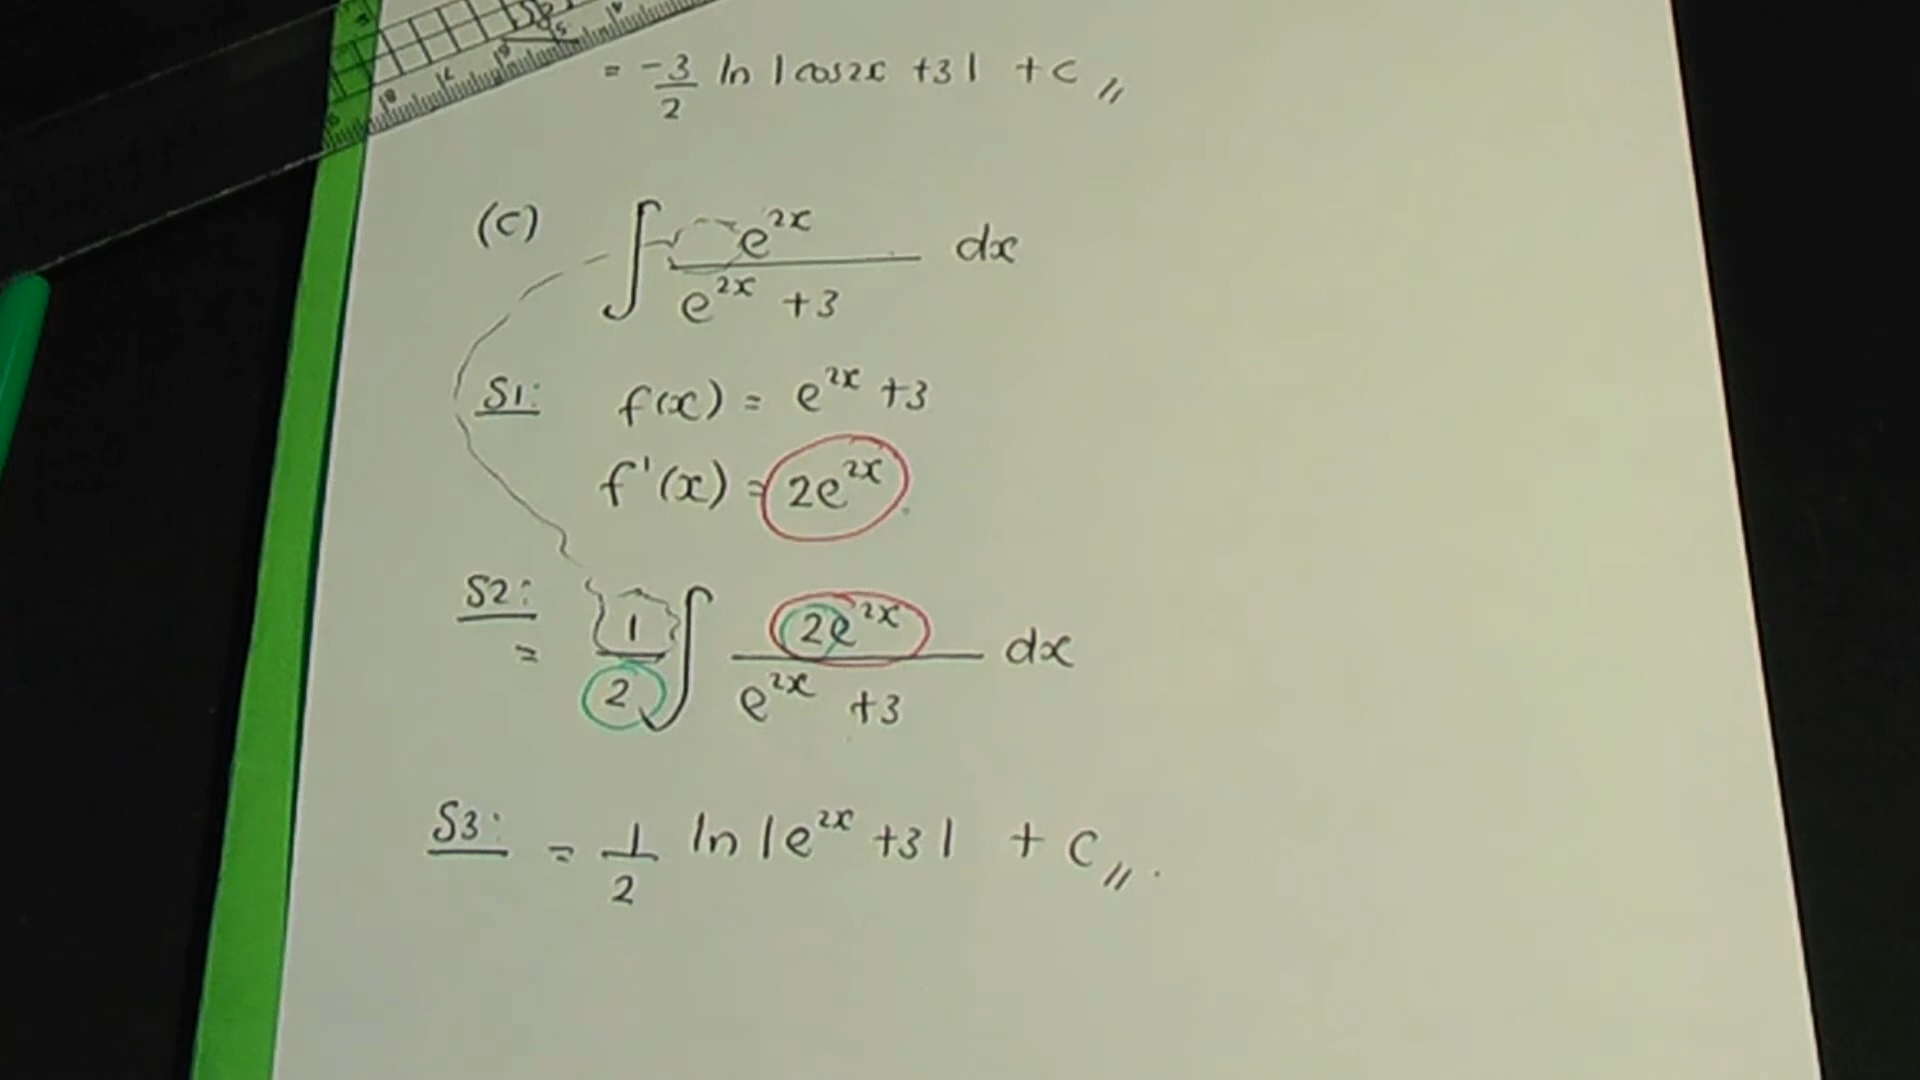 = -3/2 ln |cos2x +3| + c //
(c) ∫ e^{2x} / (e^{2x} +3) dx
S1: f(x) = e^{2x} +3
f'(x) = 2e^{2x}
S2: = 1/2 ∫ 2e^{2x} / (e^{2x} +3) dx
S3: = 1/2 ln |e^{2x} +3| + c //.